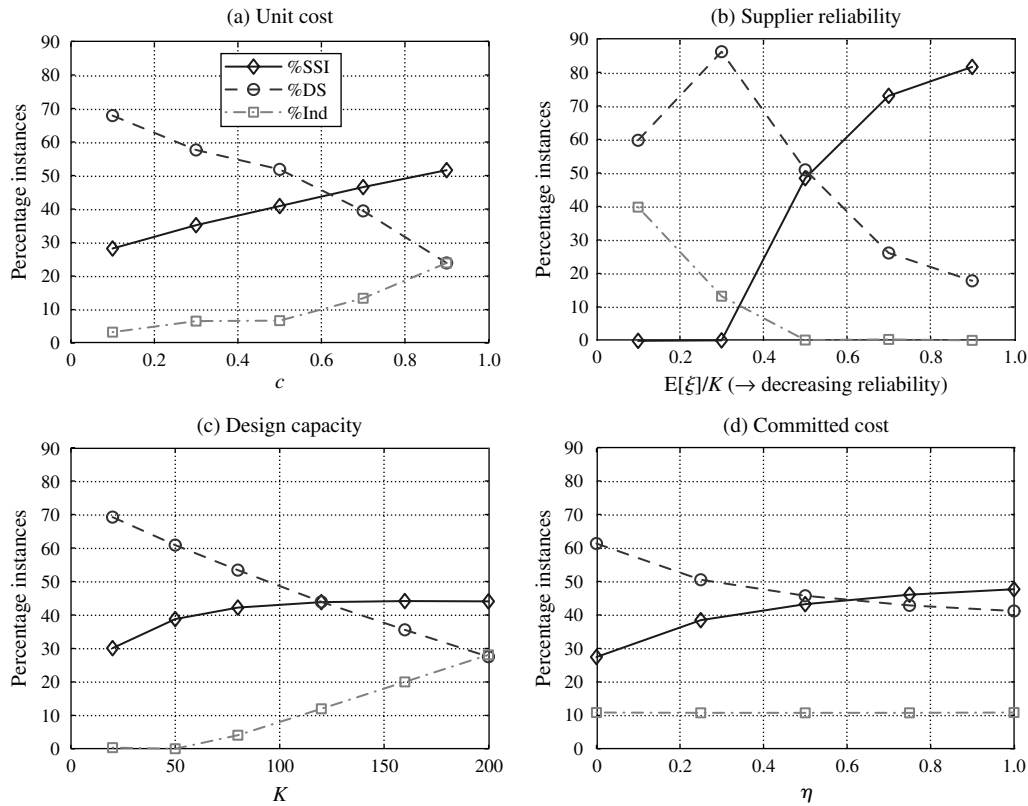 (a) Unit cost
90
80
70
60
50
40
30
20
10
0
Percentage instances
%SSI
%DS
%Ind
0 0.2 0.4 0.6 0.8 1.0
c
(b) Supplier reliability
90
80
70
60
50
40
30
20
10
0
Percentage instances
0 0.2 0.4 0.6 0.8 1.0
E[ξ]/K (→ decreasing reliability)
(c) Design capacity
90
80
70
60
50
40
30
20
10
0
Percentage instances
0 50 100 150 200
K
(d) Committed cost
90
80
70
60
50
40
30
20
10
0
Percentage instances
0 0.2 0.4 0.6 0.8 1.0
η